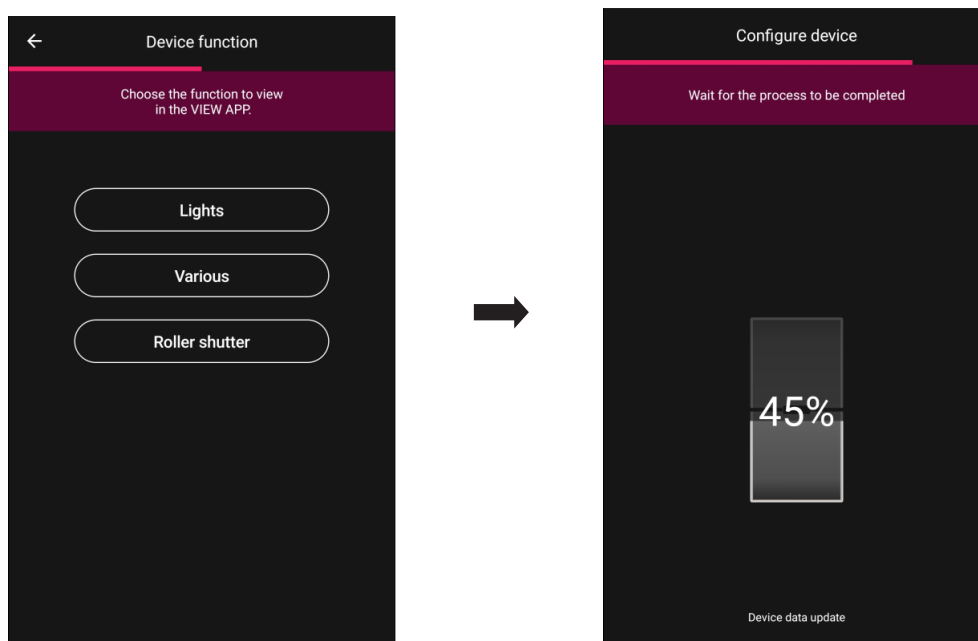 Device function
Choose the function to view
in the VIEW APP.
Lights
Various
Roller shutter
Configure device
Wait for the process to be completed
45%
Device data update